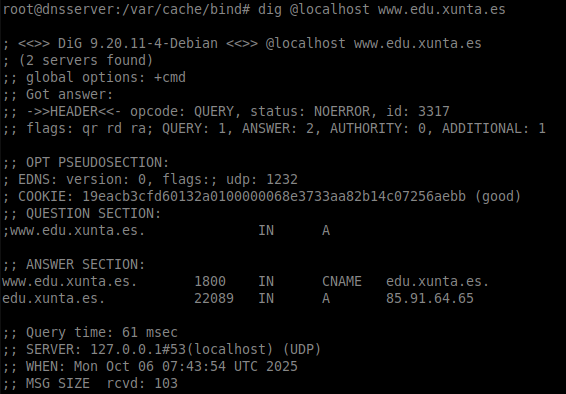 root@dnsserver:/var/cache/bind# dig @localhost www.edu.xunta.es

; <<>> DiG 9.20.11-4-Debian <<>> @localhost www.edu.xunta.es
; (2 servers found)
;; global options: +cmd
;; Got answer:
;; ->>HEADER<<- opcode: QUERY, status: NOERROR, id: 3317
;; flags: qr rd ra; QUERY: 1, ANSWER: 2, AUTHORITY: 0, ADDITIONAL: 1

;; OPT PSEUDOSECTION:
; EDNS: version: 0, flags:; udp: 1232
; COOKIE: 19eacb3cfd60132a0100000068e3733aa82b14c07256aebb (good)
;; QUESTION SECTION:
;www.edu.xunta.es. IN A

;; ANSWER SECTION:
www.edu.xunta.es. 1800 IN CNAME edu.xunta.es.
edu.xunta.es. 22089 IN A 85.91.64.65

;; Query time: 61 msec
;; SERVER: 127.0.0.1#53(localhost) (UDP)
;; WHEN: Mon Oct 06 07:43:54 UTC 2025
;; MSG SIZE rcvd: 103